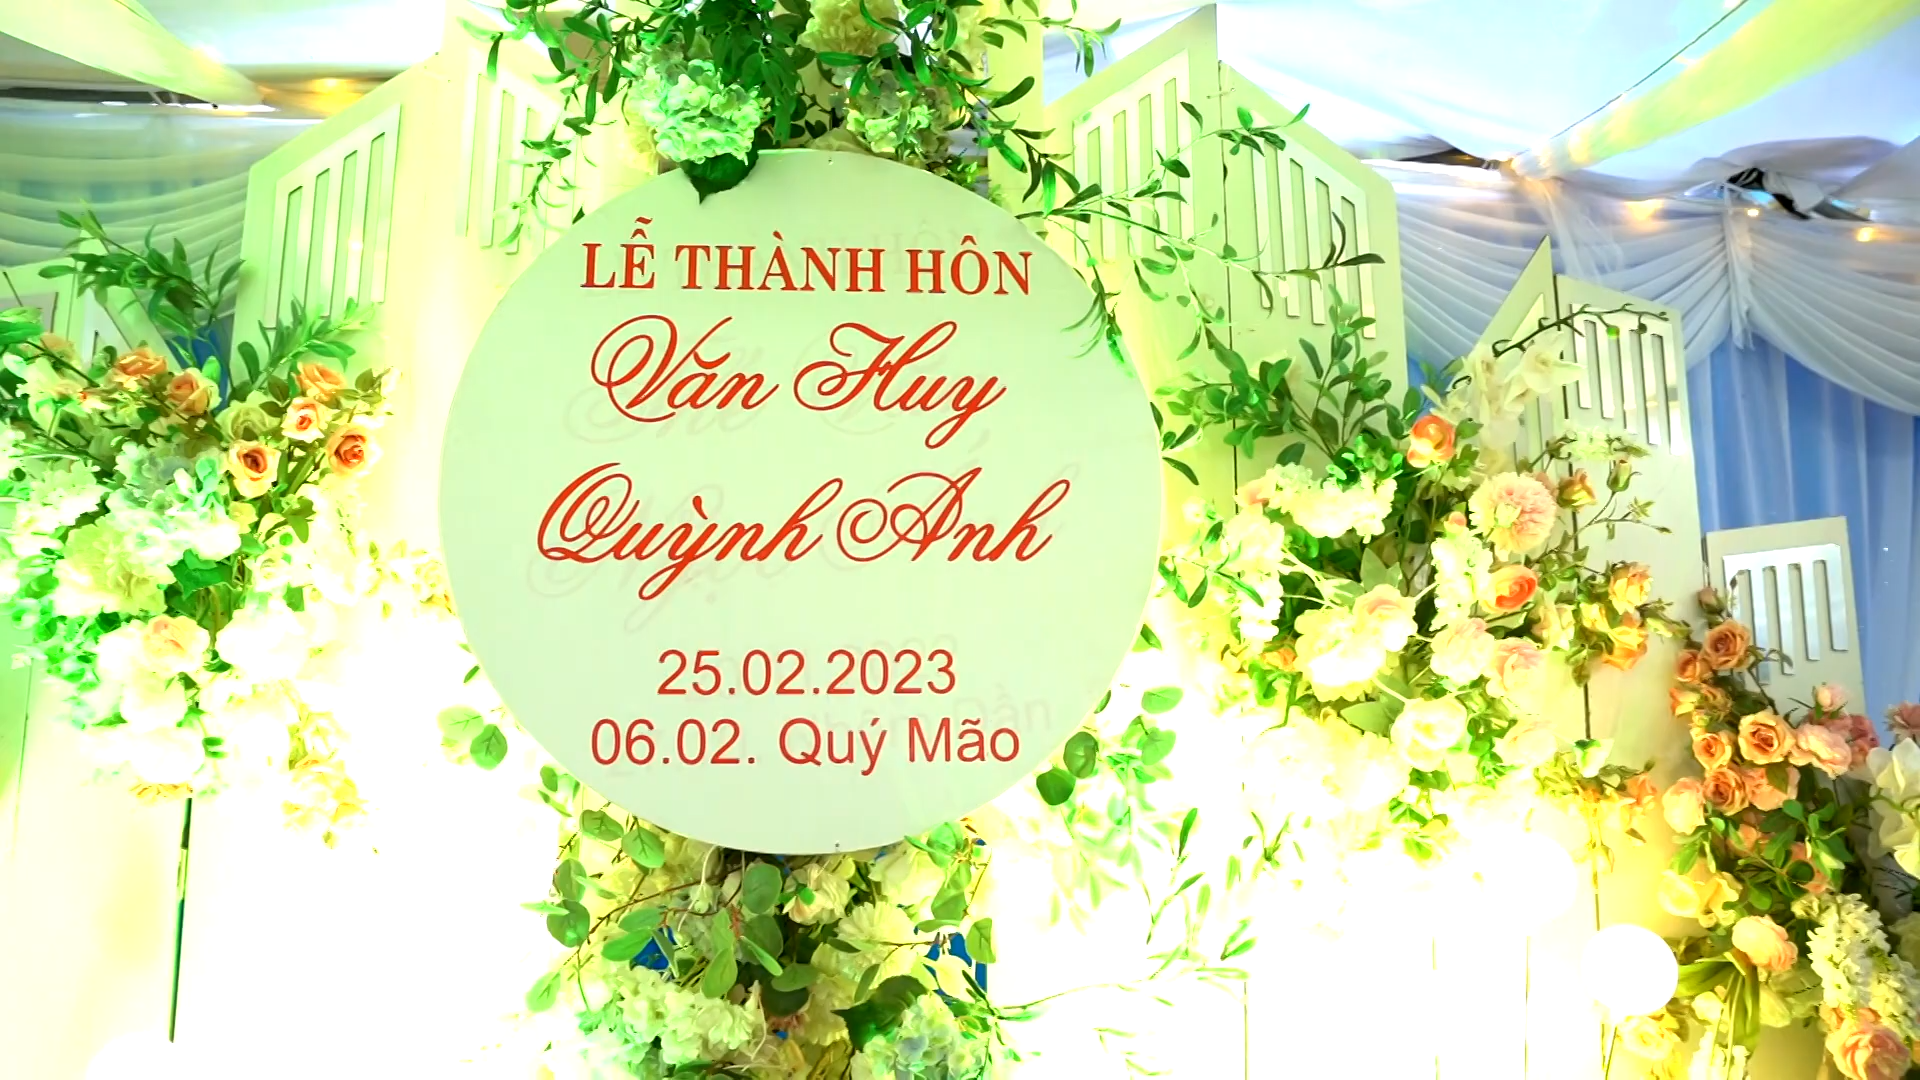 LỄ THÀNH HÔN
Văn Huy
Quỳnh Anh
25.02.2023
06.02. Quý Mão